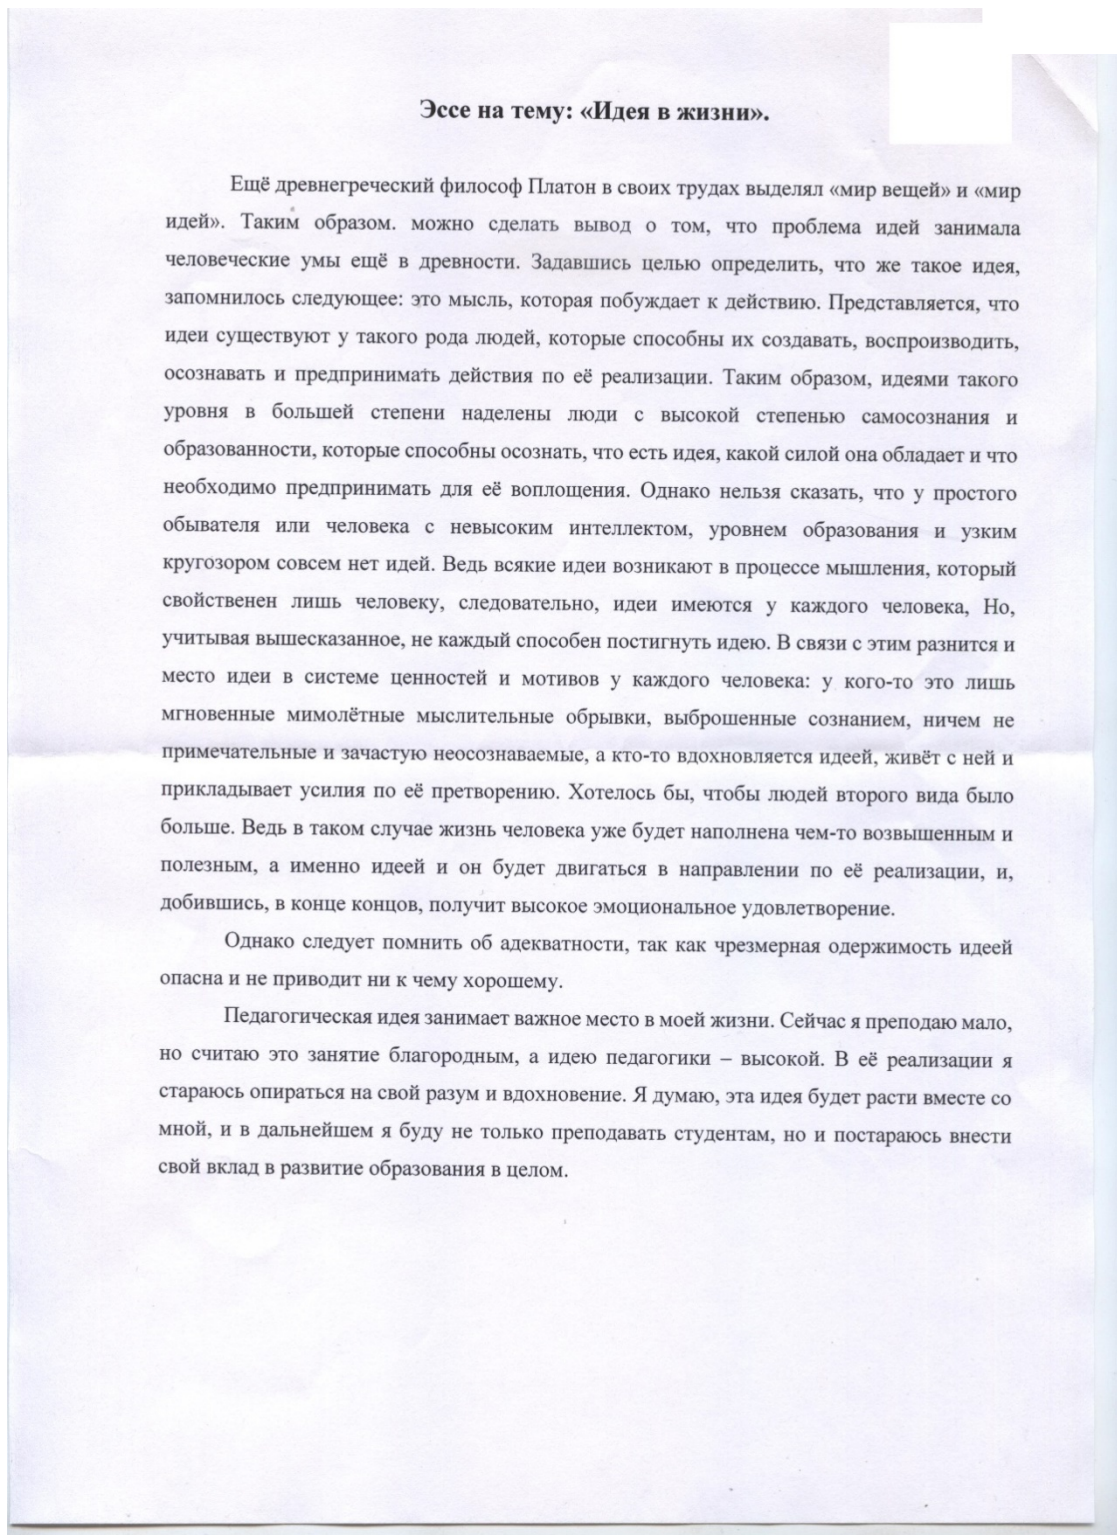 Эссе на тему: «Идея в жизни».
Ещё древнегреческий философ Платон в своих трудах выделял «мир вещей» и «мир
идей». Таким образом. можно сделать вывод о том, что проблема идей занимала
человеческие умы ещё в древности. Задавшись целью определить, что же такое идея,
запомнилось следующее: это мысль, которая побуждает к действию. Представляется, что
идеи существуют у такого рода людей, которые способны их создавать, воспроизводить,
осознавать и предпринимать действия по её реализации. Таким образом, идеями такого
уровня в большей степени наделены люди с высокой степенью самосознания и
образованности, которые способны осознать, что есть идея, какой силой она обладает и что
необходимо предпринимать для её воплощения. Однако нельзя сказать, что у простого
обывателя или человека с невысоким интеллектом, уровнем образования и узким
кругозором совсем нет идей. Ведь всякие идеи возникают в процессе мышления, который
свойственен лишь человеку, следовательно, идеи имеются у каждого человека, Но,
учитывая вышесказанное, не каждый способен постигнуть идею. В связи с этим разнится и
место идеи в системе ценностей и мотивов у каждого человека: у кого-то это лишь
мгновенные мимолётные мыслительные обрывки, выброшенные сознанием, ничем не
примечательные и зачастую неосознаваемые, а кто-то вдохновляется идеей, живёт с ней и
прикладывает усилия по её претворению. Хотелось бы, чтобы людей второго вида было
больше. Ведь в таком случае жизнь человека уже будет наполнена чем-то возвышенным и
полезным, а именно идеей и он будет двигаться в направлении по её реализации, и,
добившись, в конце концов, получит высокое эмоциональное удовлетворение.
Однако следует помнить об адекватности, так как чрезмерная одержимость идеей
опасна и не приводит ни к чему хорошему.
Педагогическая идея занимает важное место в моей жизни. Сейчас я преподаю мало,
но считаю это занятие благородным, а идею педагогики – высокой. В её реализации я
стараюсь опираться на свой разум и вдохновение. Я думаю, эта идея будет расти вместе со
мной, и в дальнейшем я буду не только преподавать студентам, но и постараюсь внести
свой вклад в развитие образования в целом.